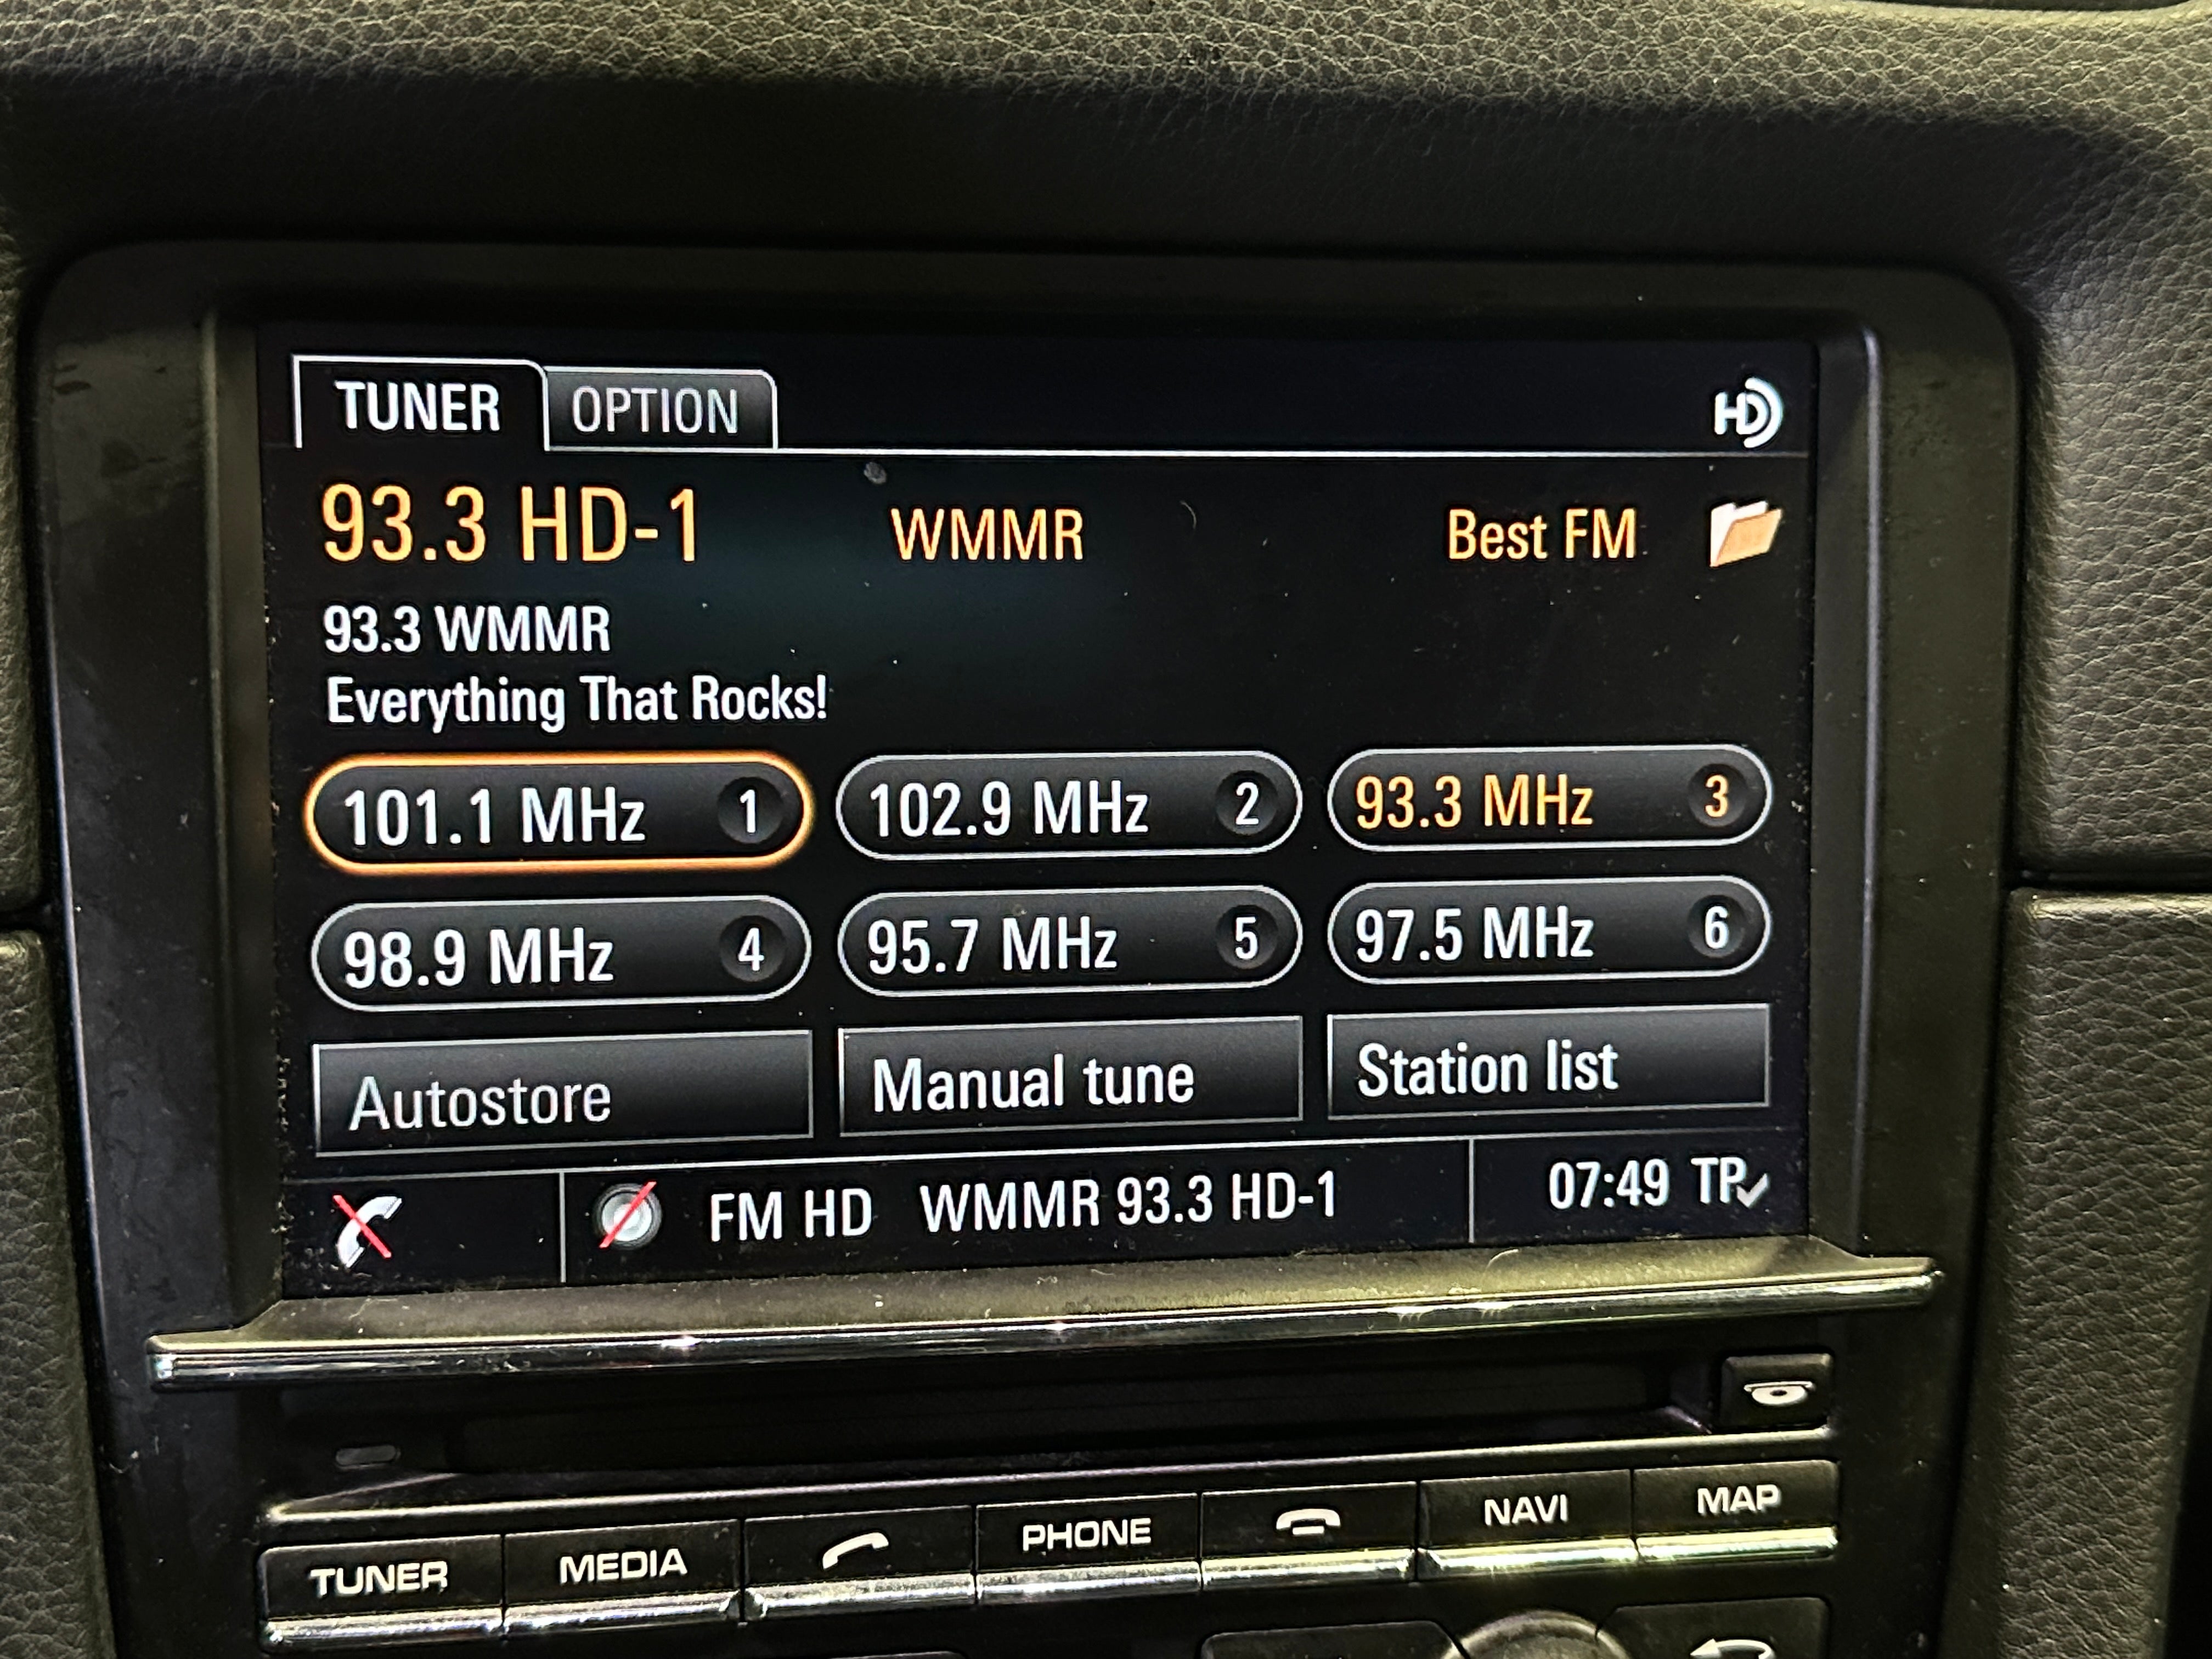 TUNER OPTION HD
93.3 HD-1 WMMR Best FM
93.3 WMMR
Everything That Rocks!
101.1 MHz 1 102.9 MHz 2 93.3 MHz 3
98.9 MHz 4 95.7 MHz 5 97.5 MHz 6
Autostore Manual tune Station list
FM HD WMMR 93.3 HD-1 07:49 TP
TUNER MEDIA PHONE NAVI MAP